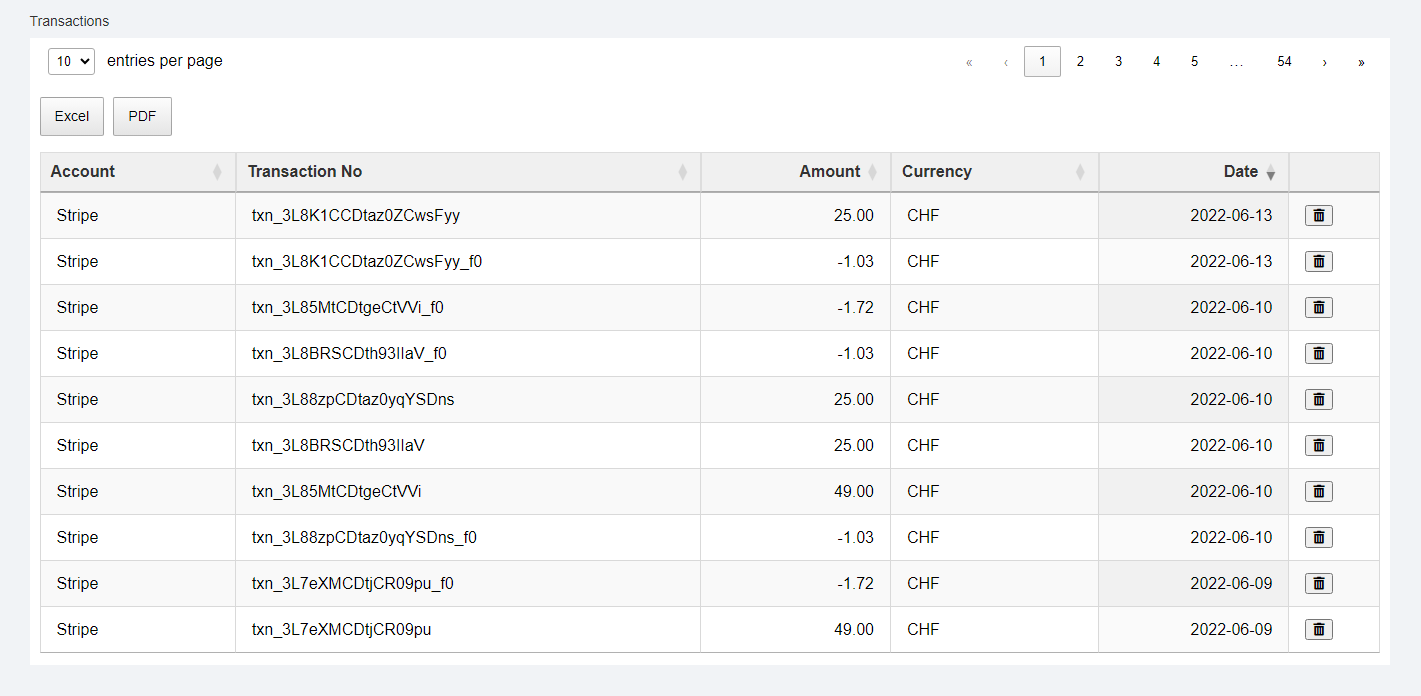 Transactions
10 entries per page « ‹ 1 2 3 4 5 … 54 › »
Excel PDF
Account Transaction No Amount Currency Date
Stripe txn_3L8K1CCDtaz0ZCwsFyy 25.00 CHF 2022-06-13
Stripe txn_3L8K1CCDtaz0ZCwsFyy_f0 -1.03 CHF 2022-06-13
Stripe txn_3L85MtCDtgeCtVVi_f0 -1.72 CHF 2022-06-10
Stripe txn_3L8BRSCDth93IIaV_f0 -1.03 CHF 2022-06-10
Stripe txn_3L88zpCDtaz0yqYSDns 25.00 CHF 2022-06-10
Stripe txn_3L8BRSCDth93IIaV 25.00 CHF 2022-06-10
Stripe txn_3L85MtCDtgeCtVVi 49.00 CHF 2022-06-10
Stripe txn_3L88zpCDtaz0yqYSDns_f0 -1.03 CHF 2022-06-10
Stripe txn_3L7eXMCDtjCR09pu_f0 -1.72 CHF 2022-06-09
Stripe txn_3L7eXMCDtjCR09pu 49.00 CHF 2022-06-09